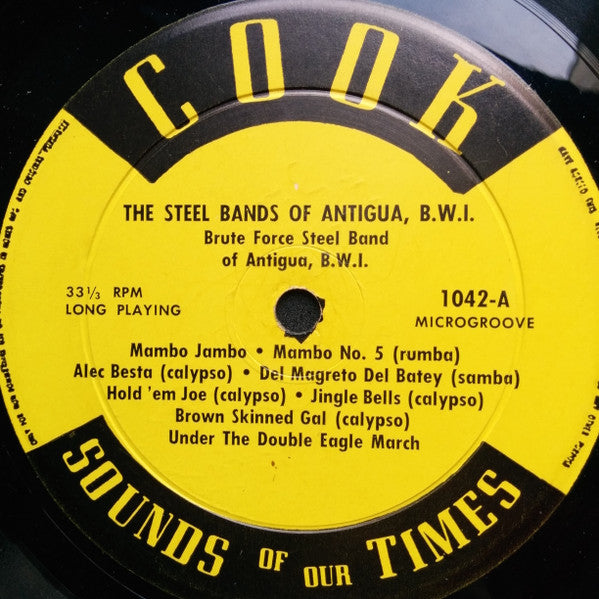 COOK
THE STEEL BANDS OF ANTIGUA, B.W.I.
Brute Force Steel Band
of Antigua, B.W.I.
33⅓ RPM
LONG PLAYING
1042-A
MICROGROOVE
Mambo Jambo • Mambo No. 5 (rumba)
Alec Besta (calypso) • Del Magreto Del Batey (samba)
Hold 'em Joe (calypso) • Jingle Bells (calypso)
Brown Skinned Gal (calypso)
Under The Double Eagle March
SOUNDS OF OUR TIMES